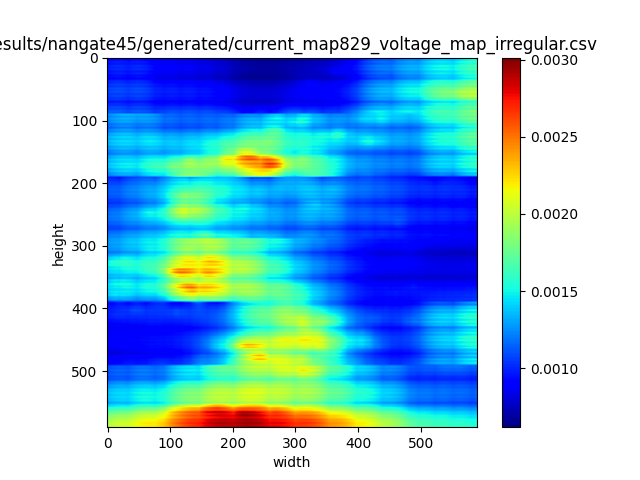 esults/nangate45/generated/current_map829_voltage_map_irregular.csv
0
100
200
300
400
500
height
0 100 200 300 400 500
width
0.0030
0.0025
0.0020
0.0015
0.0010